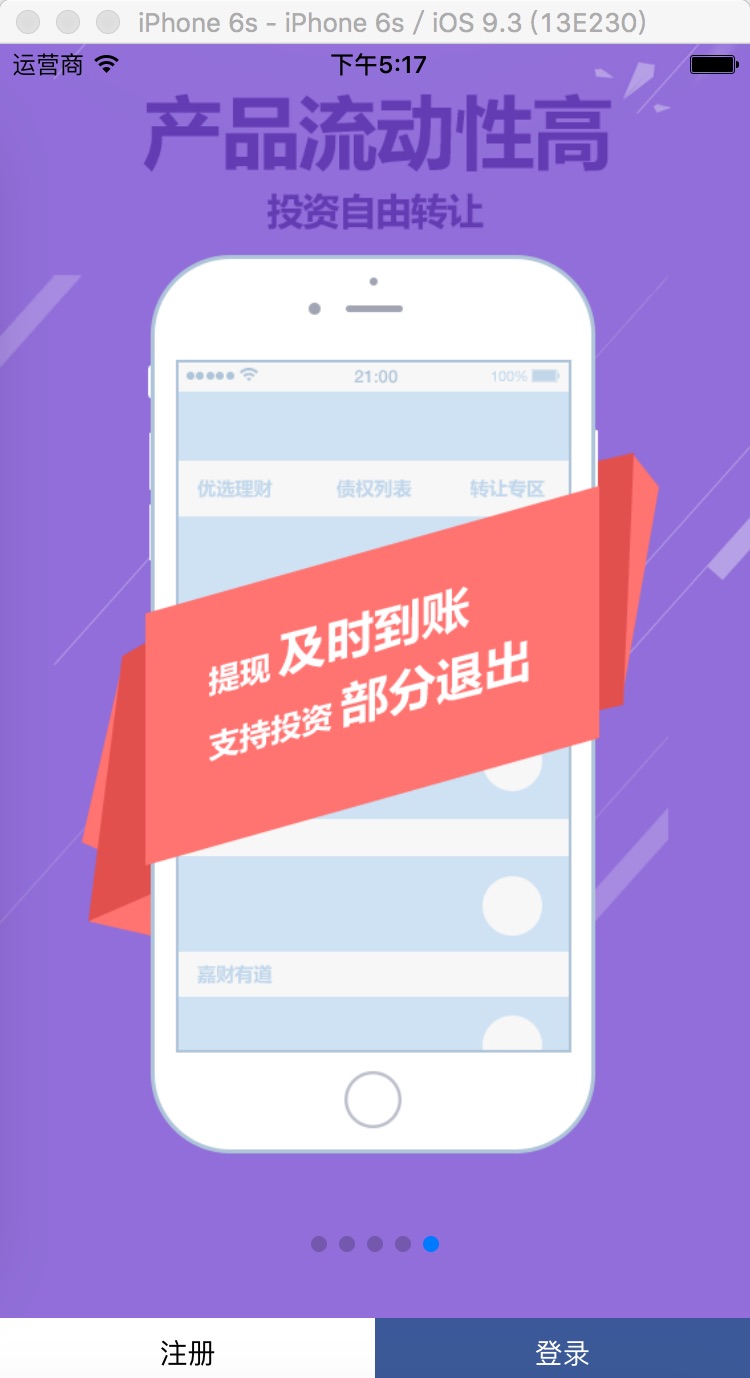 iPhone 6s - iPhone 6s / iOS 9.3 (13E230)
运营商 下午5:17
产品流动性高
投资自由转让
21:00 100%
优选理财 债权列表 转让专区
提现 及时到账
支持投资 部分退出
嘉财有道
注册 登录